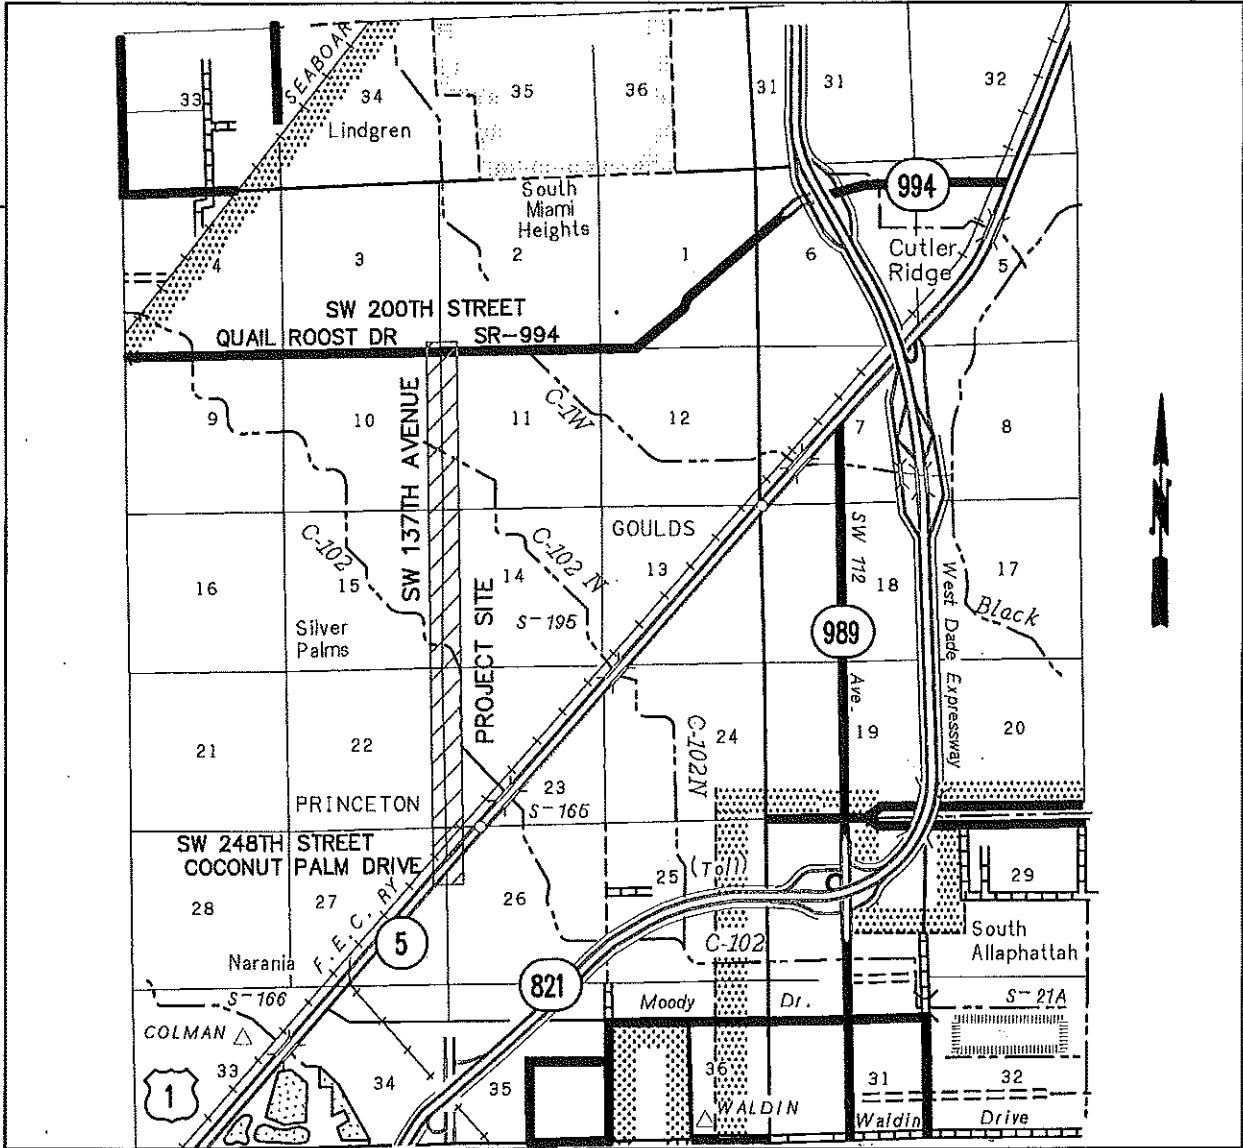 SEABOAR
33
34
35
36
31
31
32
Lindgren
994
South
Miami
Heights
Cutler
Ridge
4
3
2
1
6
5
SW 200TH STREET
QUAIL ROOST DR SR-994
SW 137TH AVENUE
9
10
11
12
7
8
C-1W
N
C-102
C-102 N
GOULDS
SW 112
Ave.
16
15
14
13
18
17
PROJECT SITE
S-195
Silver
Palms
989
West Dade Expressway
Black
21
22
23
24
19
20
C-102N
PRINCETON
S-165
SW 248TH STREET
COCONUT PALM DRIVE
28
27
26
25
(Toll)
29
F. E. C. RY
5
South
Allaphattah
C-102
Narania
821
S-166
Moody Dr.
S-21A
COLMAN
33
34
35
36
31
32
1
WALDIN
Waldin Drive